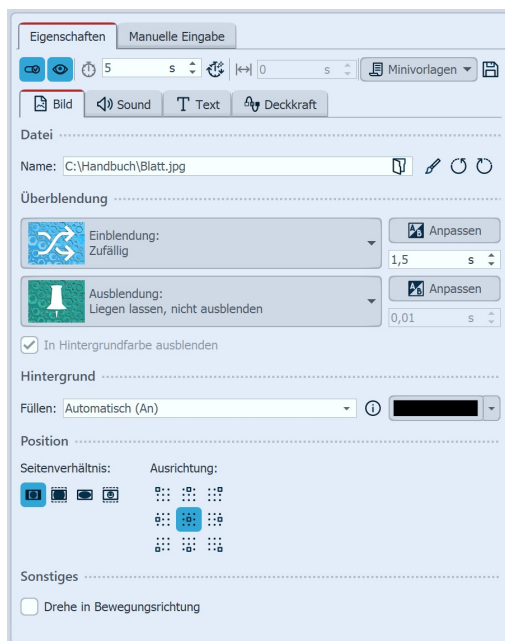 Eigenschaften Manuelle Eingabe
5 s 0 s Minivorlagen
Bild Sound Text Deckkraft
Datei
Name: C:\Handbuch\Blatt.jpg
Überblendung
Einblendung: Anpassen
Zufällig
1,5 s
Ausblendung: Anpassen
Liegen lassen, nicht ausblenden
0,01 s
In Hintergrundfarbe ausblenden
Hintergrund
Füllen: Automatisch (An)
Position
Seitenverhältnis: Ausrichtung:
Sonstiges
Drehe in Bewegungsrichtung